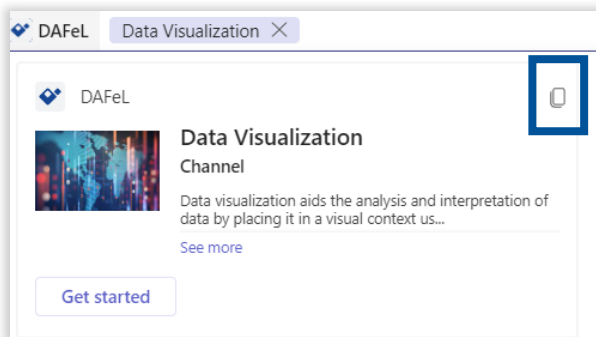 DAFeL Data Visualization
DAFeL
Data Visualization
Channel
Data visualization aids the analysis and interpretation of
data by placing it in a visual context us...
See more
Get started